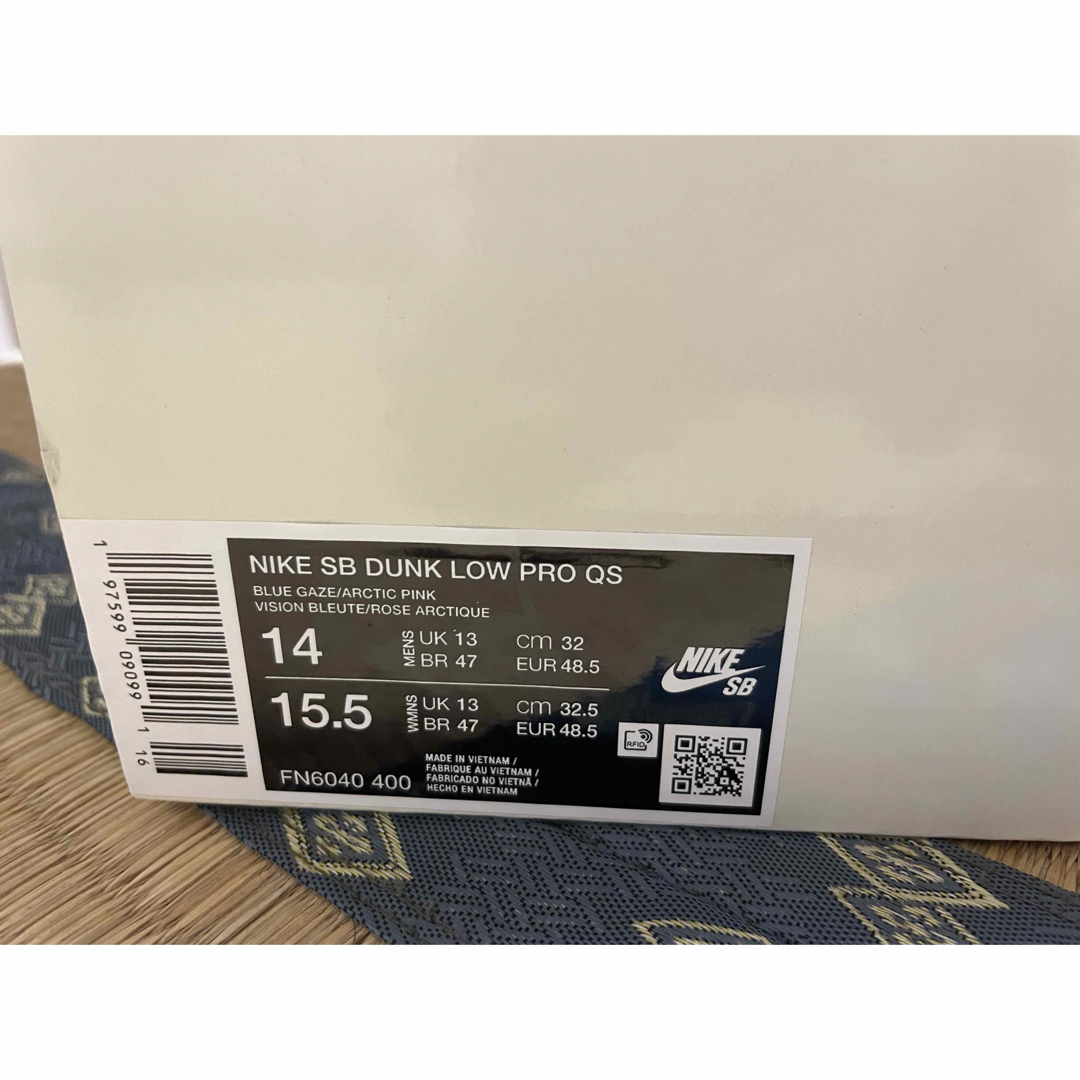 NIKE SB DUNK LOW PRO QS
BLUE GAZE/ARCTIC PINK
VISION BLEUTE/ROSE ARCTIQUE
14 MENS UK 13 cm 32
BR 47 EUR 48.5
15.5 WMNS UK 13 cm 32.5
BR 47 EUR 48.5
FN6040 400
MADE IN VIETNAM /
FABRIQUE AU VIETNAM /
FABRICADO NO VIETNÃ /
HECHO EN VIETNAM
NIKE
SB
RFID
1 97599 09099 1 16